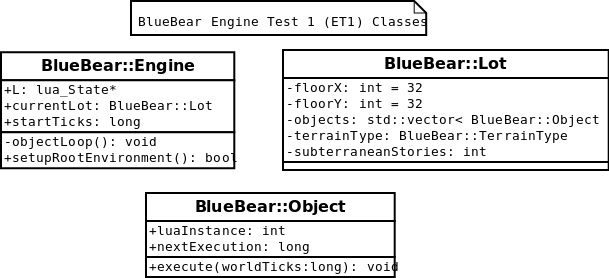 BlueBear Engine Test 1 (ET1) Classes
BlueBear::Engine
+L: lua_State*
+currentLot: BlueBear::Lot
+startTicks: long
-objectLoop(): void
+setupRootEnvironment(): bool
BlueBear::Lot
-floorX: int = 32
-floorY: int = 32
-objects: std::vector< BlueBear::Object
-terrainType: BlueBear::TerrainType
-subterraneanStories: int
BlueBear::Object
+luaInstance: int
+nextExecution: long
+execute(worldTicks:long): void